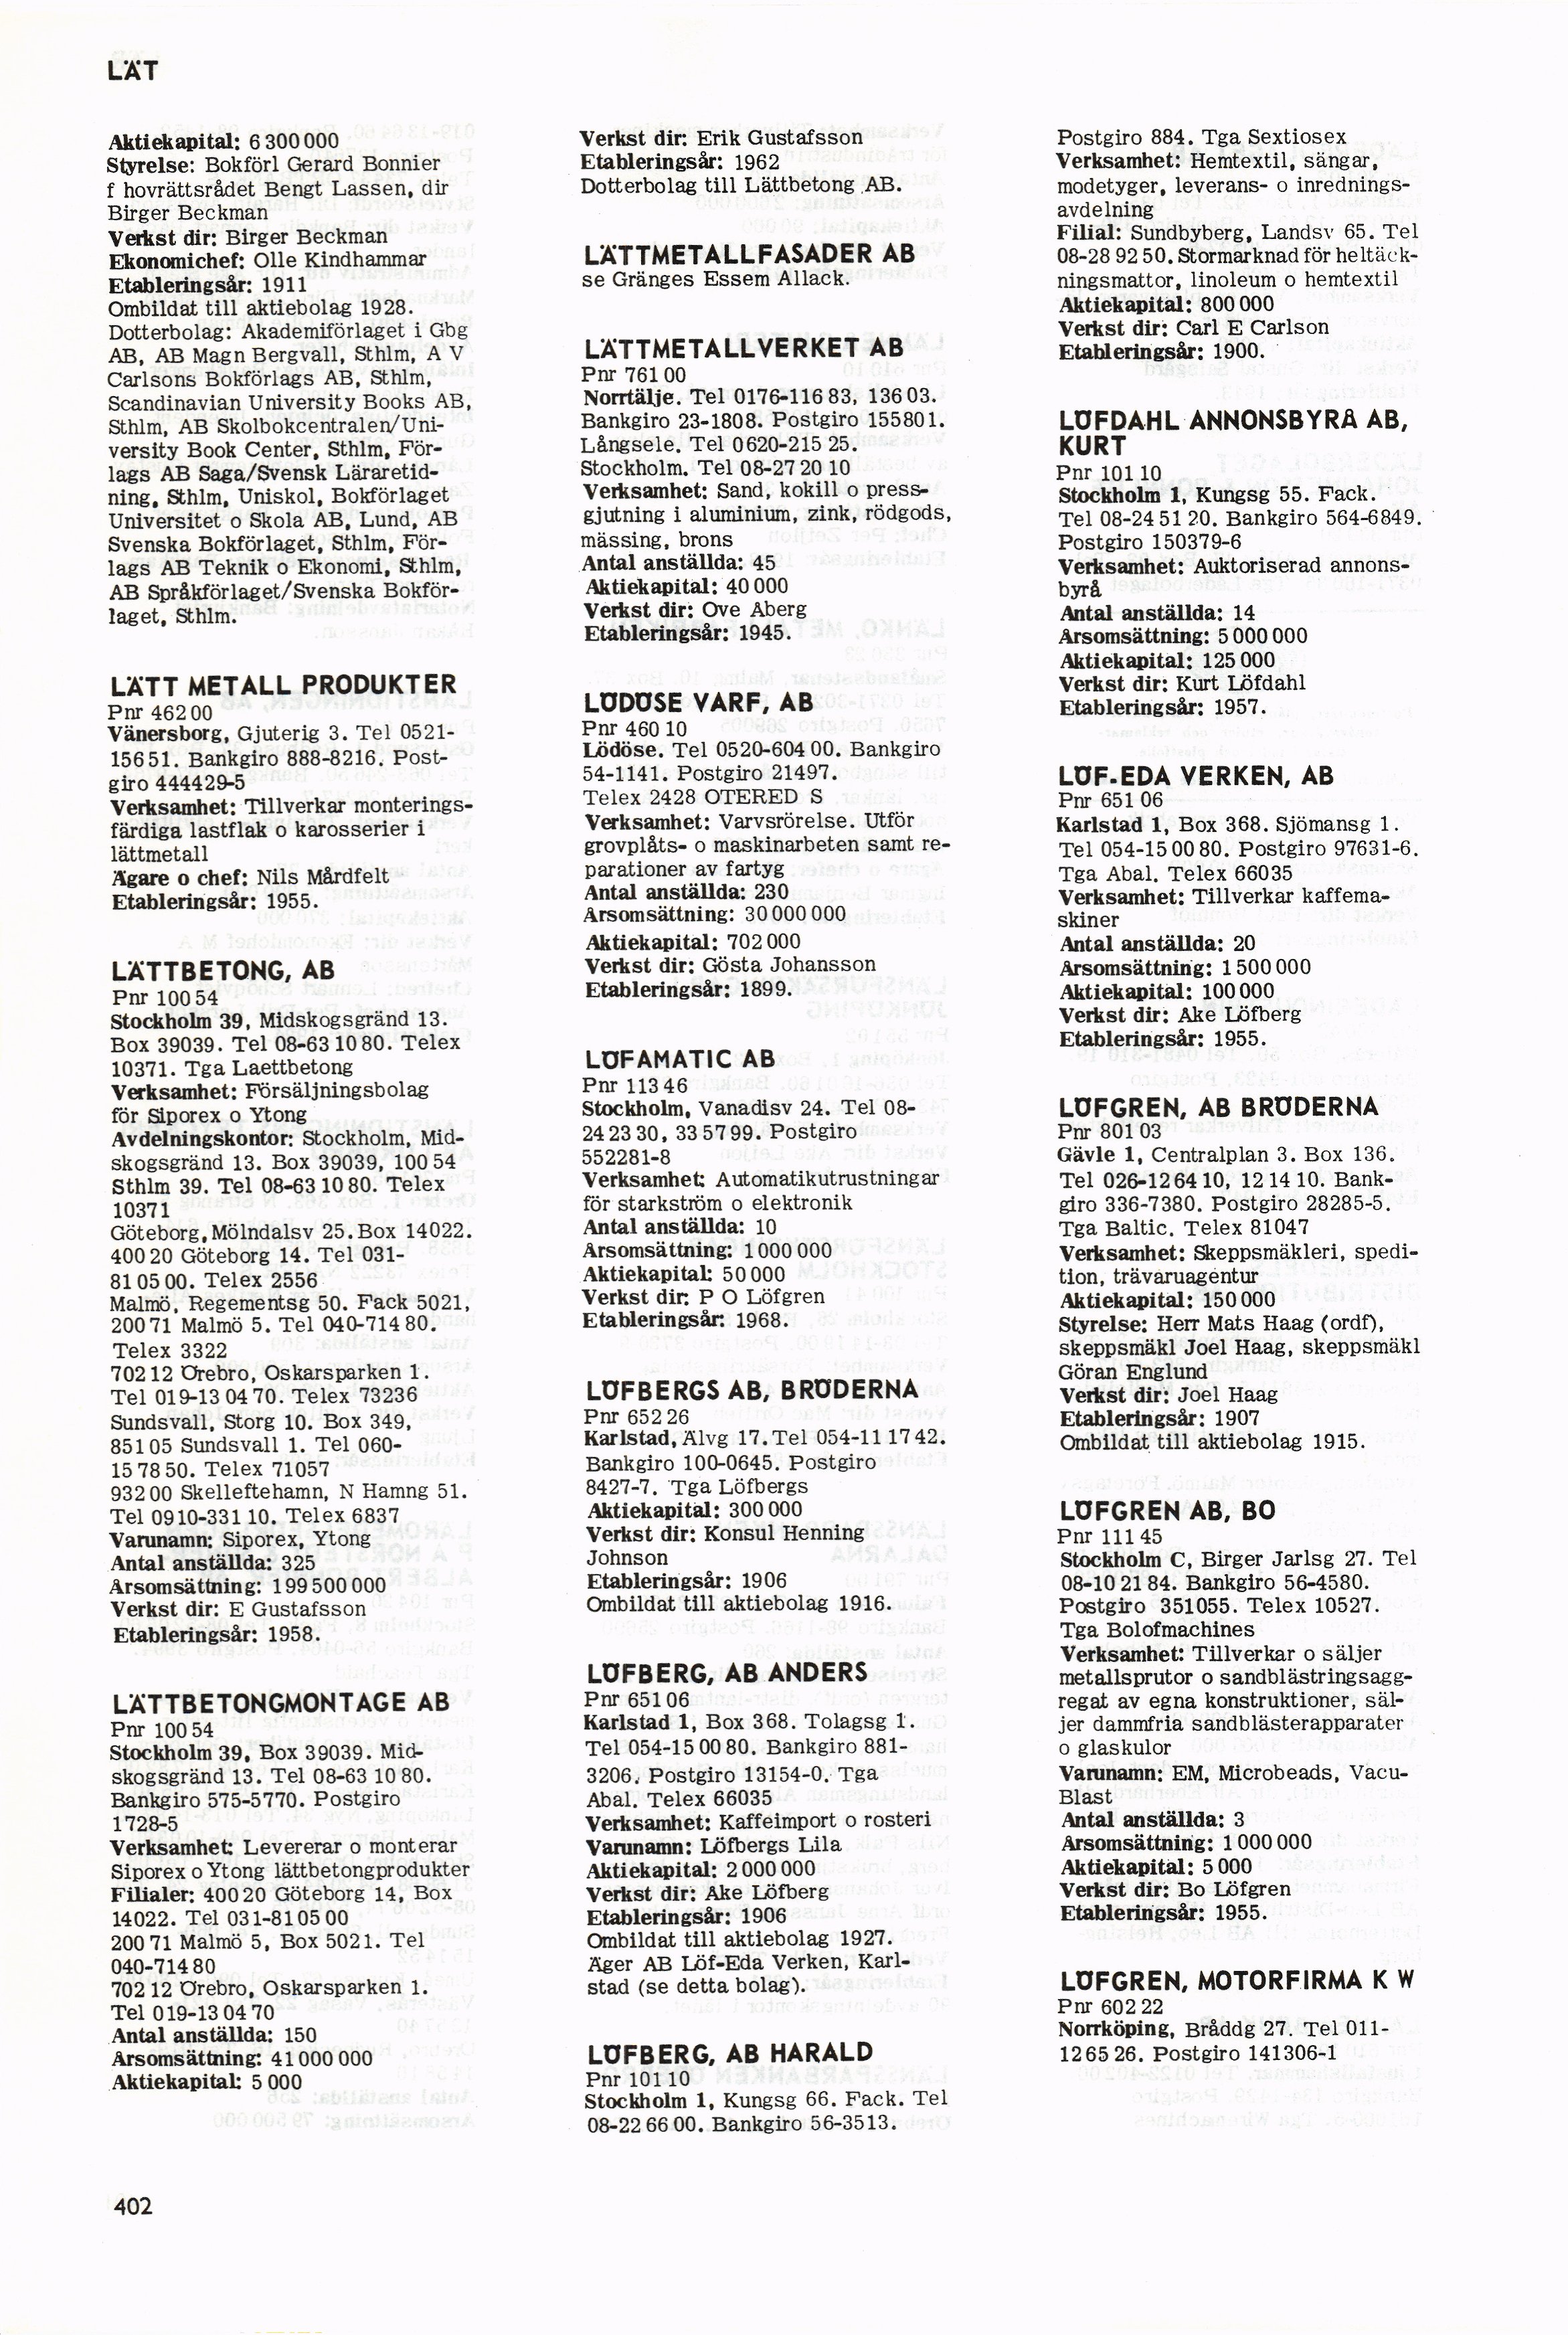 LÄT
Aktiekapital: 6 300 000
Styrelse: Bokförl Gerard Bonnier
f hovrättsrådet Bengt Lassen, dir
Birger Beckman
Verkst dir: Birger Beckman
Ekonomichef: Olle Kindhammar
Etableringsår: 1911
Ombildat till aktiebolag 1928.
Dotterbolag: Akademiförlaget i Gbg
AB, AB Magn Bergvall, Sthlm, A V
Carlsons Bokförlags AB, Sthlm,
Scandinavian University Books AB,
Sthlm, AB Skolbokcentralen/Uni-
versity Book Center, Sthlm, För-
lags AB Saga/Svensk Läraretid-
ning, Sthlm, Uniskol, Bokförlaget
Universitet o Skola AB, Lund, AB
Svenska Bokförlaget, Sthlm, För-
lags AB Teknik o Ekonomi, Sthlm,
AB Språkförlaget/Svenska Bokför-
laget, Sthlm.
LÄTT METALL PRODUKTER
Pnr 462 00
Vänersborg, Gjuterig 3. Tel 0521-
156 51. Bankgiro 888-8216. Post-
giro 444429-5
Verksamhet: Tillverkar monterings-
färdiga lastflak o karosserier i
lättmetall
Ägare o chef: Nils Mårdfelt
Etableringsår: 1955.
LÄTTBETONG, AB
Pnr 100 54
Stockholm 39, Midskogsgränd 13.
Box 39039. Tel 08-63 10 80. Telex
10371. Tga Laettbetong
Verksamhet: Försäljningsbolag
för Siporex o Ytong
Avdelningskontor: Stockholm, Mid-
skogsgränd 13. Box 39039, 100 54
Sthlm 39. Tel 08-63 10 80. Telex
10371
Göteborg, Mölndalsv 25. Box 14022.
400 20 Göteborg 14. Tel 031-
81 05 00. Telex 2556
Malmö, Regementsg 50. Fack 5021,
200 71 Malmö 5. Tel 040-714 80.
Telex 3322
702 12 Örebro, Oskarsparken 1.
Tel 019-13 04 70. Telex 73236
Sundsvall, Storg 10. Box 349,
851 05 Sundsvall 1. Tel 060-
15 78 50. Telex 71057
932 00 Skelleftehamn, N Hamng 51.
Tel 0910-331 10. Telex 6837
Varunamn: Siporex, Ytong
Antal anställda: 325
Årsomsättning: 199 500 000
Verkst dir: E Gustafsson
Etableringsår: 1958.
LÄTTBETONGMONTAGE AB
Pnr 100 54
Stockholm 39, Box 39039. Mid-
skogsgränd 13. Tel 08-63 10 80.
Bankgiro 575-5770. Postgiro
1728-5
Verksamhet: Levererar o monterar
Siporex o Ytong lättbetongprodukter
Filialer: 400 20 Göteborg 14, Box
14022. Tel 031-81 05 00
200 71 Malmö 5, Box 5021. Tel
040-714 80
702 12 Örebro, Oskarsparken 1.
Tel 019-13 04 70
Antal anställda: 150
Årsomsättning: 41 000 000
Aktiekapital: 5 000
Verkst dir: Erik Gustafsson
Etableringsår: 1962
Dotterbolag till Lättbetong AB.
LÄTTMETALLFASADER AB
se Gränges Essem Allack.
LÄTTMETALLVERKET AB
Pnr 761 00
Norrtälje. Tel 0176-116 83, 136 03.
Bankgiro 23-1808. Postgiro 155801.
Långsele. Tel 0620-215 25.
Stockholm. Tel 08-27 20 10
Verksamhet: Sand, kokill o press-
gjutning i aluminium, zink, rödgods,
mässing, brons
Antal anställda: 45
Aktiekapital: 40 000
Verkst dir: Ove Åberg
Etableringsår: 1945.
LÖDÖSE VARF, AB
Pnr 460 10
Lödöse. Tel 0520-604 00. Bankgiro
54-1141. Postgiro 21497.
Telex 2428 OTERED S
Verksamhet: Varvsrörelse. Utför
grovplåts- o maskinarbeten samt re-
parationer av fartyg
Antal anställda: 230
Årsomsättning: 30 000 000
Aktiekapital: 702 000
Verkst dir: Gösta Johansson
Etableringsår: 1899.
LÖFAMATIC AB
Pnr 113 46
Stockholm, Vanadisv 24. Tel 08-
24 23 30, 33 57 99. Postgiro
552281-8
Verksamhet: Automatikutrustningar
för starkström o elektronik
Antal anställda: 10
Årsomsättning: 1 000 000
Aktiekapital: 50 000
Verkst dir: P O Löfgren
Etableringsår: 1968.
LÖFBERGS AB, BRÖDERNA
Pnr 652 26
Karlstad, Älvg 17. Tel 054-11 17 42.
Bankgiro 100-0645. Postgiro
8427-7. Tga Löfbergs
Aktiekapital: 300 000
Verkst dir: Konsul Henning
Johnson
Etableringsår: 1906
Ombildat till aktiebolag 1916.
LÖFBERG, AB ANDERS
Pnr 651 06
Karlstad 1, Box 368. Tolagsg 1.
Tel 054-15 00 80. Bankgiro 881-
3206. Postgiro 13154-0. Tga
Abal. Telex 66035
Verksamhet: Kaffeimport o rosteri
Varunamn: Löfbergs Lila
Aktiekapital: 2 000 000
Verkst dir: Åke Löfberg
Etableringsår: 1906
Ombildat till aktiebolag 1927.
Äger AB Löf-Eda Verken, Karl-
stad (se detta bolag).
LÖFBERG, AB HARALD
Pnr 101 10
Stockholm 1, Kungsg 66. Fack. Tel
08-22 66 00. Bankgiro 56-3513.
Postgiro 884. Tga Sextiosex
Verksamhet: Hemtextil, sängar,
modetyger, leverans- o inrednings-
avdelning
Filial: Sundbyberg, Landsv 65. Tel
08-28 92 50. Stormarknad för heltäck-
ningsmattor, linoleum o hemtextil
Aktiekapital: 800 000
Verkst dir: Carl E Carlson
Etableringsår: 1900.
LÖFDAHL ANNONSBYRÅ AB,
KURT
Pnr 101 10
Stockholm 1, Kungsg 55. Fack.
Tel 08-24 51 20. Bankgiro 564-6849.
Postgiro 150379-6
Verksamhet: Auktoriserad annons-
byrå
Antal anställda: 14
Årsomsättning: 5 000 000
Aktiekapital: 125 000
Verkst dir: Kurt Löfdahl
Etableringsår: 1957.
LÖF-EDA VERKEN, AB
Pnr 651 06
Karlstad 1, Box 368. Sjömansg 1.
Tel 054-15 00 80. Postgiro 97631-6.
Tga Abal. Telex 66035
Verksamhet: Tillverkar kaffema-
skiner
Antal anställda: 20
Årsomsättning: 1 500 000
Aktiekapital: 100 000
Verkst dir: Åke Löfberg
Etableringsår: 1955.
LÖFGREN, AB BRÖDERNA
Pnr 801 03
Gävle 1, Centralplan 3. Box 136.
Tel 026-12 64 10, 12 14 10. Bank-
giro 336-7380. Postgiro 28285-5.
Tga Baltic. Telex 81047
Verksamhet: Skeppsmäkleri, spedi-
tion, trävaruagentur
Aktiekapital: 150 000
Styrelse: Herr Mats Haag (ordf),
skeppsmäkl Joel Haag, skeppsmäkl
Göran Englund
Verkst dir: Joel Haag
Etableringsår: 1907
Ombildat till aktiebolag 1915.
LÖFGREN AB, BO
Pnr 111 45
Stockholm C, Birger Jarlsg 27. Tel
08-10 21 84. Bankgiro 56-4580.
Postgiro 351055. Telex 10527.
Tga Bolofmachines
Verksamhet: Tillverkar o säljer
metallsprutor o sandblästringsagg-
regat av egna konstruktioner, säl-
jer dammfria sandblästerapparater
o glaskulor
Varunamn: EM, Microbeads, Vacu-
Blast
Antal anställda: 3
Årsomsättning: 1 000 000
Aktiekapital: 5 000
Verkst dir: Bo Löfgren
Etableringsår: 1955.
LÖFGREN, MOTORFIRMA K W
Pnr 602 22
Norrköping, Bråddg 27. Tel 011-
12 65 26. Postgiro 141306-1
402